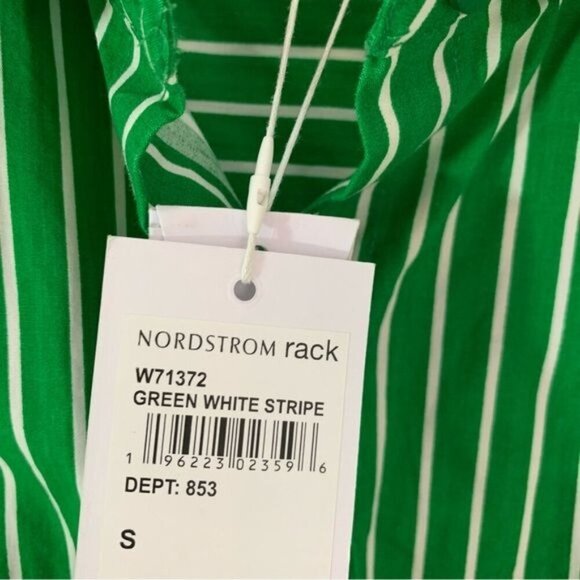 NORDSTROM rack
W71372
GREEN WHITE STRIPE
1 96223 02359 6
DEPT: 853
S